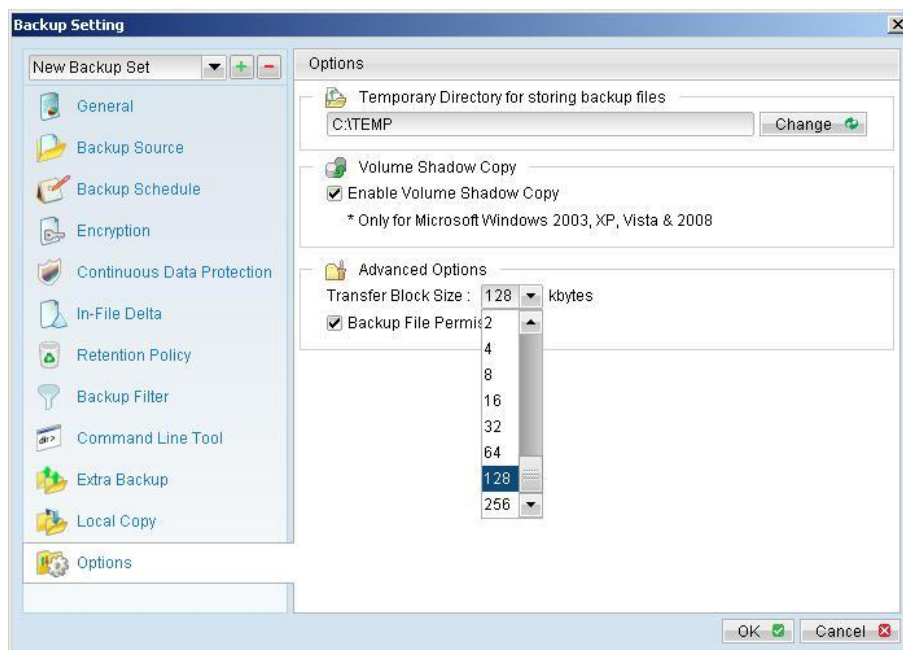 Backup Setting
New Backup Set
General
Backup Source
Backup Schedule
Encryption
Continuous Data Protection
In-File Delta
Retention Policy
Backup Filter
Command Line Tool
Extra Backup
Local Copy
Options
Options
Temporary Directory for storing backup files
C:\TEMP
Change
Volume Shadow Copy
Enable Volume Shadow Copy
* Only for Microsoft Windows 2003, XP, Vista & 2008
Advanced Options
Transfer Block Size : 128 kbytes
Backup File Permis
2
4
8
16
32
64
128
256
OK
Cancel